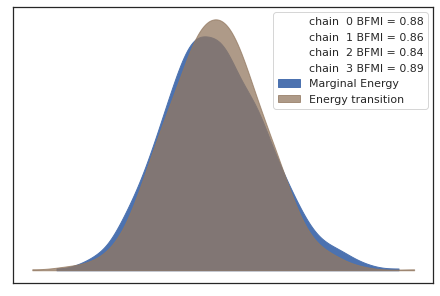 chain  0 BFMI = 0.88
chain  1 BFMI = 0.86
chain  2 BFMI = 0.84
chain  3 BFMI = 0.89
Marginal Energy
Energy transition